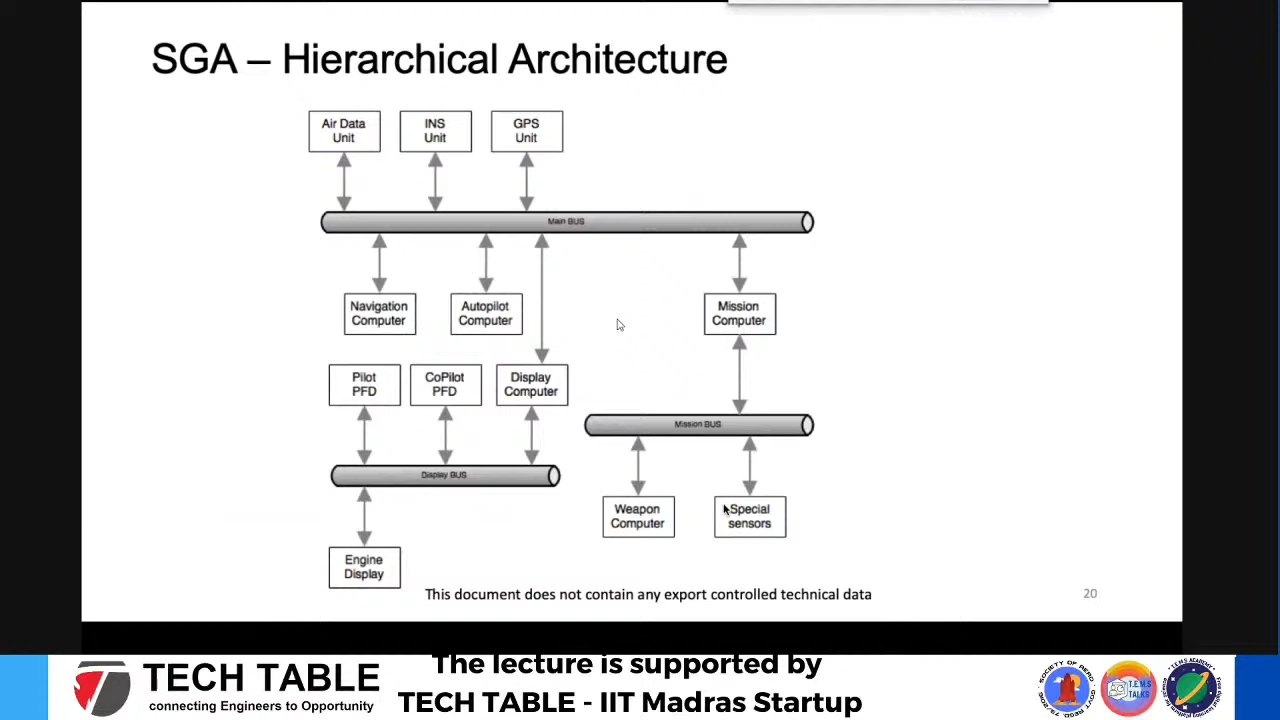 SGA – Hierarchical Architecture
Air Data
Unit
INS
Unit
GPS
Unit
Main BUS
Navigation
Computer
Autopilot
Computer
Mission
Computer
Pilot
PFD
CoPilot
PFD
Display
Computer
Mission BUS
Display BUS
Weapon
Computer
Special
sensors
Engine
Display
This document does not contain any export controlled technical data
20
TECH TABLE
connecting Engineers to Opportunity
The lecture is supported by
TECH TABLE - IIT Madras Startup
T.E.M.S
TALKS